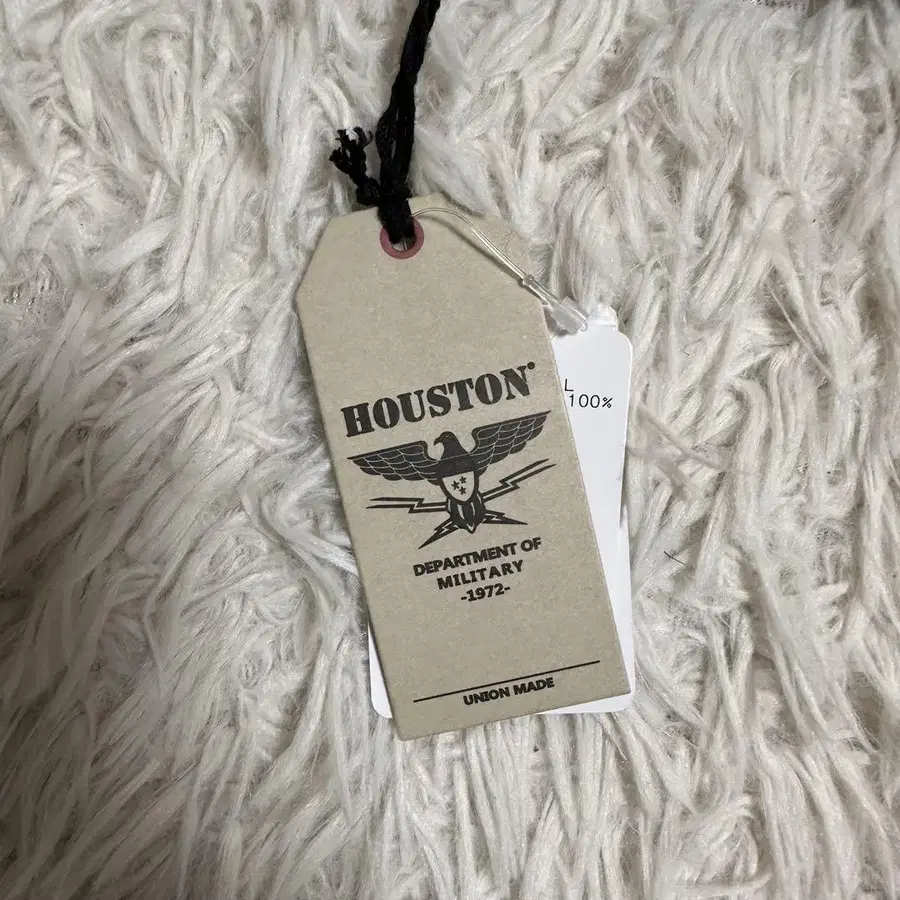 HOUSTON®
DEPARTMENT OF
MILITARY
-1972-
UNION MADE
L
100%